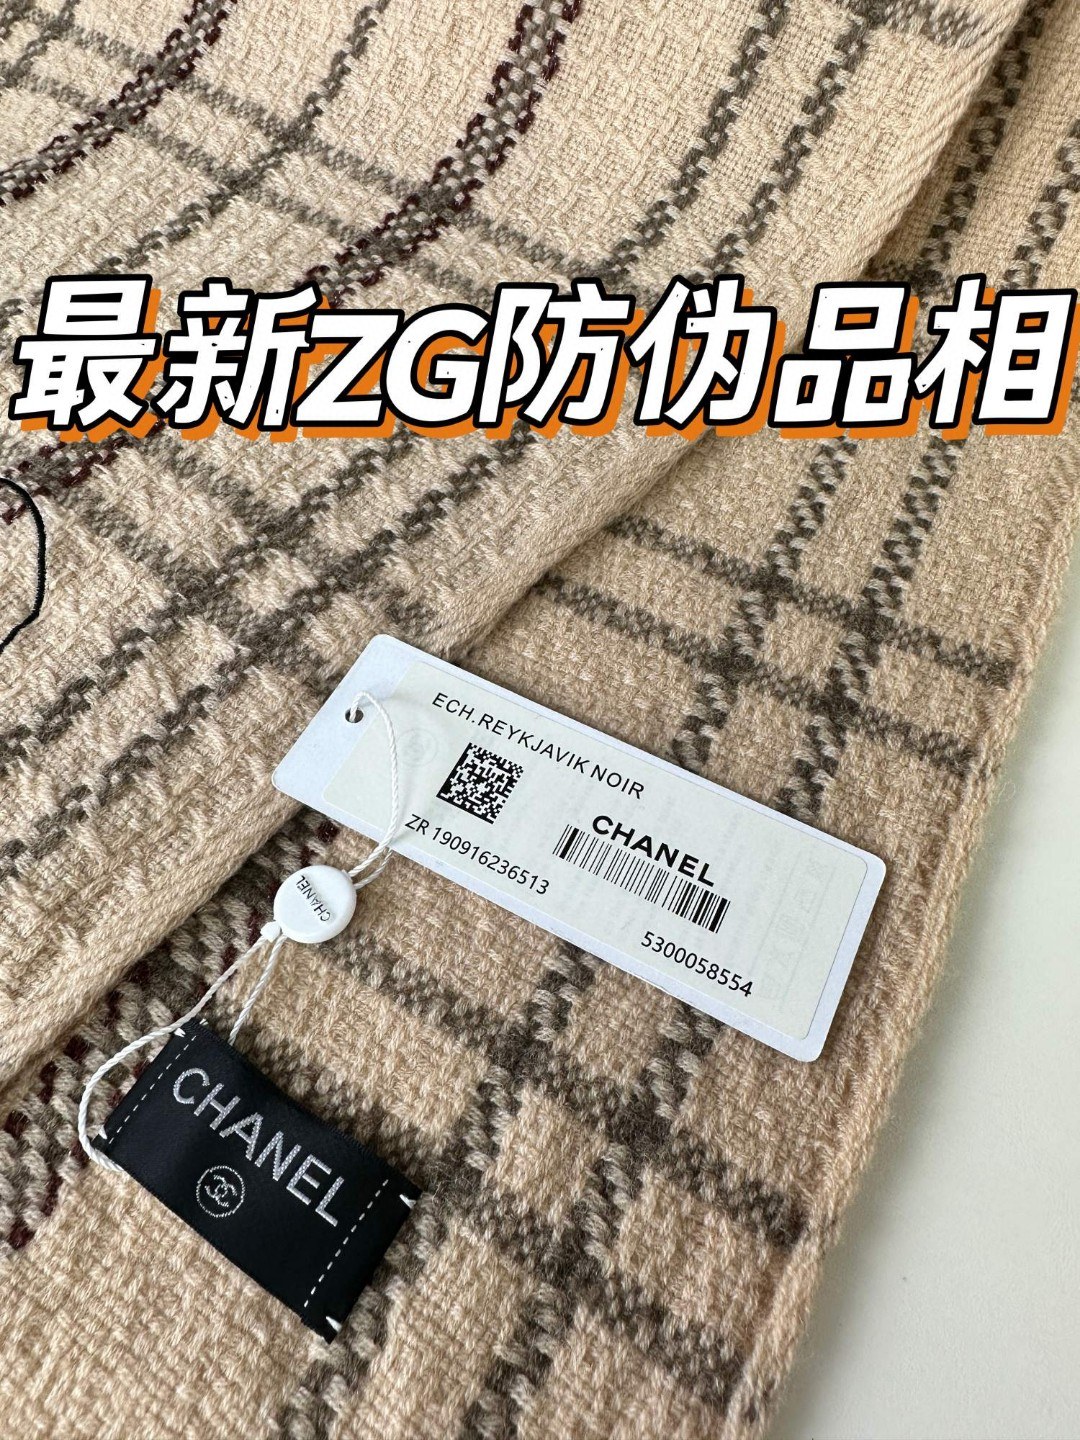 最新ZG防伪品相
ECH.REYKJAVIK NOIR
CHANEL
ZR 190916236513
5300058554
CHANEL
CHANEL